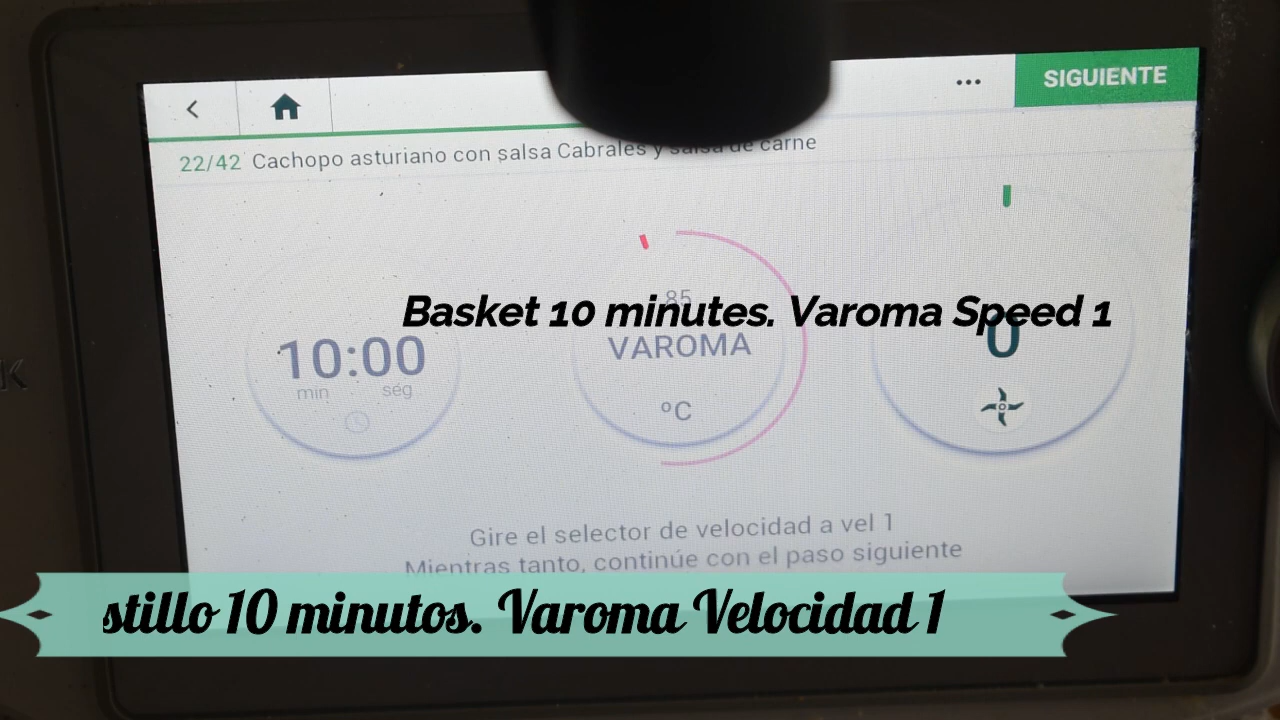 SIGUIENTE
22/42 Cachopo asturiano con salsa Cabrales y salsa de carne
85
Basket 10 minutes. Varoma Speed 1
10:00
VAROMA
0
min
ség
ºC
Gire el selector de velocidad a vel 1
Mientras tanto, continúe con el paso siguiente
stillo 10 minutos. Varoma Velocidad 1
K